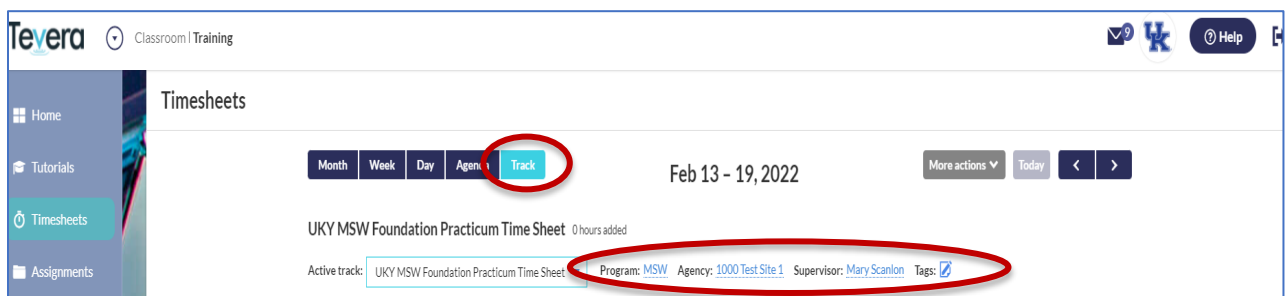 Tevera Classroom | Training 9 UK Help
Timesheets
Home
Tutorials
Timesheets
Assignments
Month Week Day Agenda Track Feb 13 – 19, 2022 More actions Today
UKY MSW Foundation Practicum Time Sheet 0 hours added
Active track: UKY MSW Foundation Practicum Time Sheet Program: MSW Agency: 1000 Test Site 1 Supervisor: Mary Scanlon Tags: